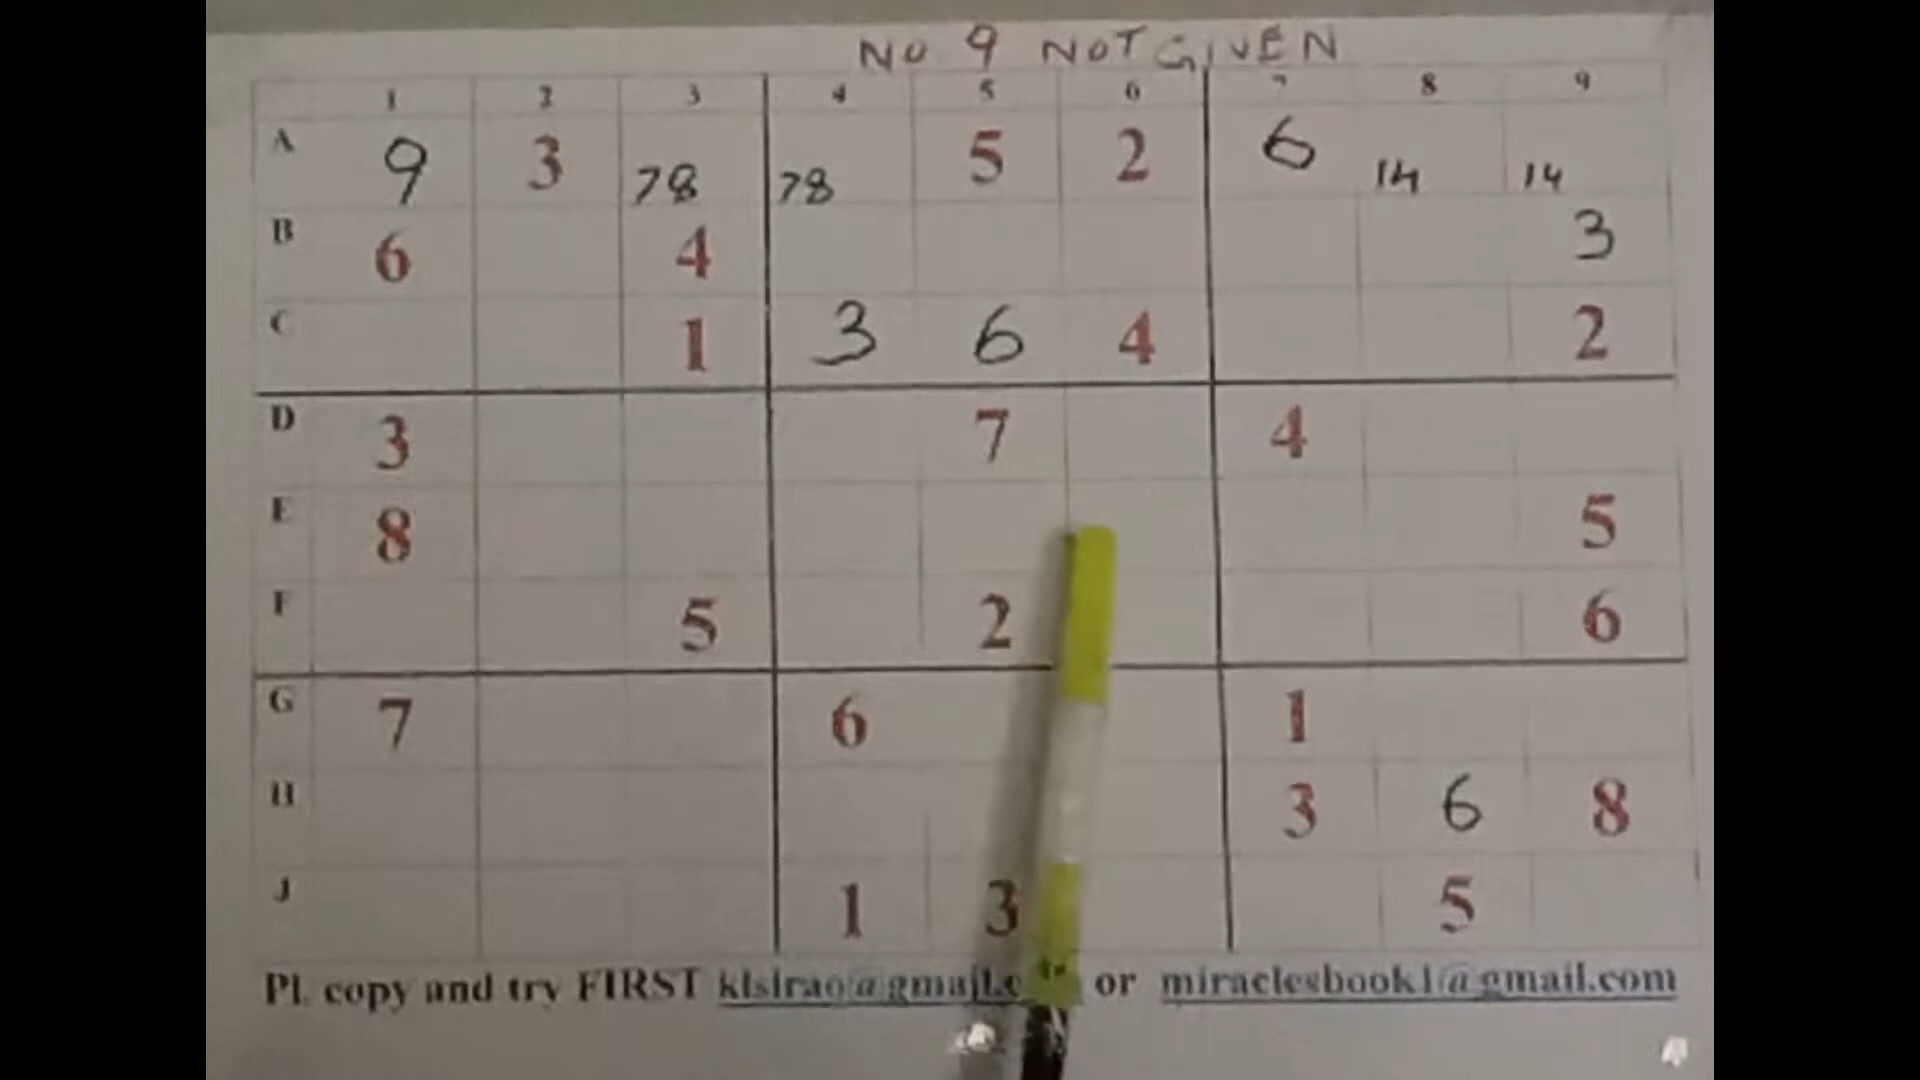 NO 9 NOT GIVEN
1 2 3 4 5 6 7 8 9
A 9 3 78 78 5 2 6 14 14
B 6 4 3
C 1 3 6 4 2
D 3 7 4
E 8 5
F 5 2 6
G 7 6 1
H 3 6 8
J 1 3 5
Pl. copy and try FIRST or miraclesbook1@gmail.com